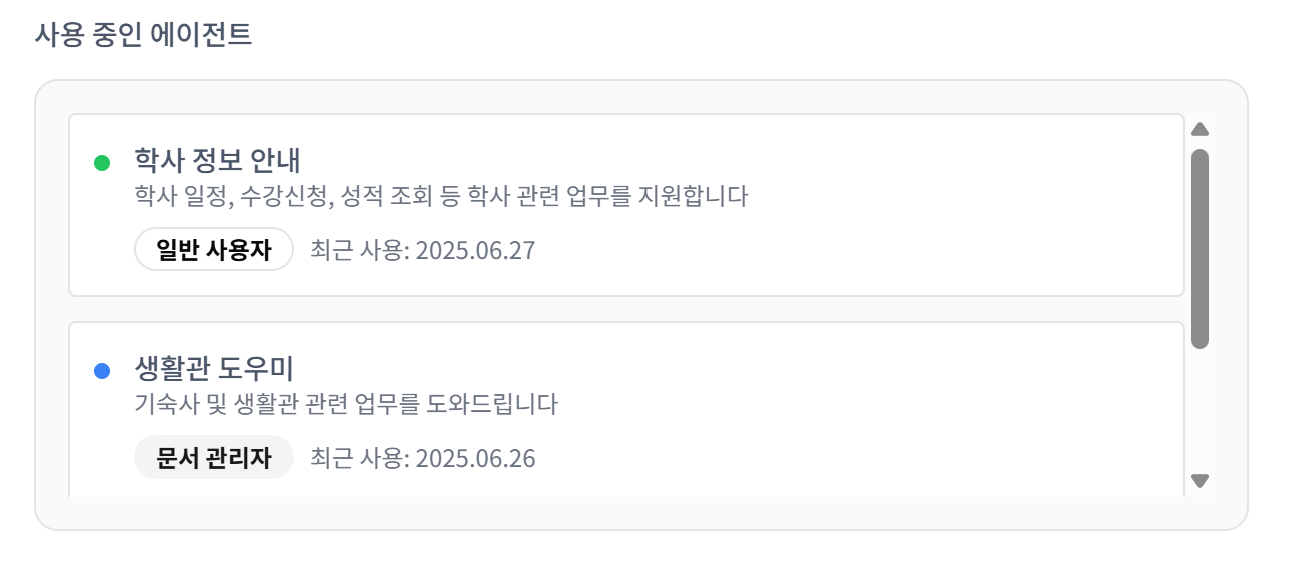 사용 중인 에이전트
학사 정보 안내
학사 일정, 수강신청, 성적 조회 등 학사 관련 업무를 지원합니다
일반 사용자 최근 사용: 2025.06.27
생활관 도우미
기숙사 및 생활관 관련 업무를 도와드립니다
문서 관리자 최근 사용: 2025.06.26